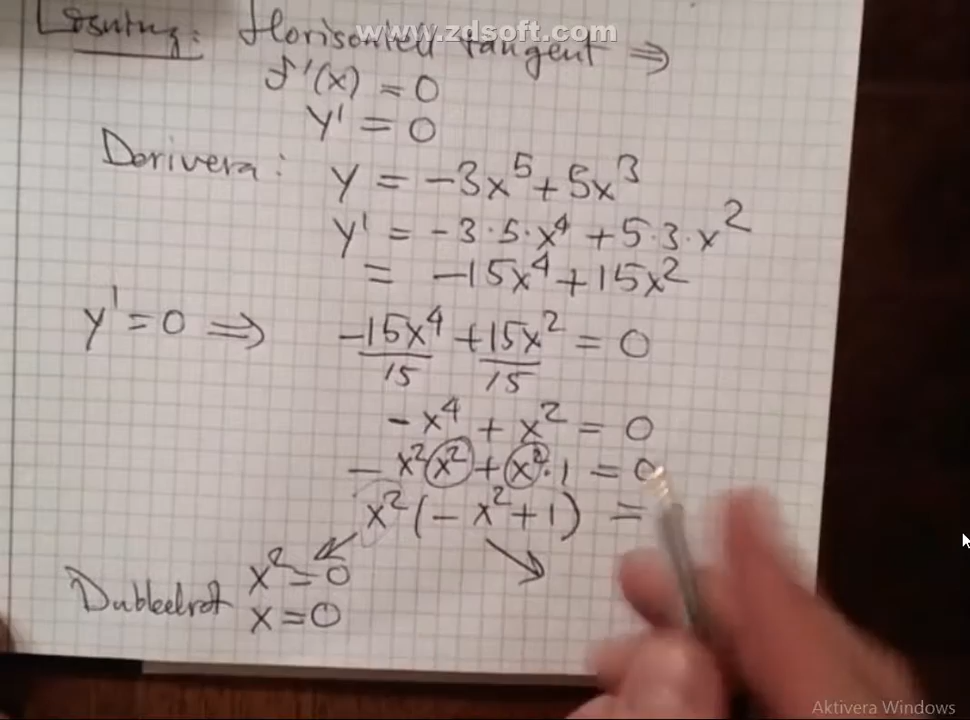 www.zdsoft.com
Lösning: Horisontell tangent ⇒
f'(x) = 0
y' = 0
Derivera: y = -3x⁵ + 5x³
y' = -3·5·x⁴ + 5·3·x²
= -15x⁴ + 15x²
y' = 0 ⇒ -15x⁴/15 + 15x²/15 = 0
-x⁴ + x² = 0
- x² x² + x²·1 = 0
x²(-x²+1) =
x² = 0
Dubbelrot x = 0
Aktivera Windows